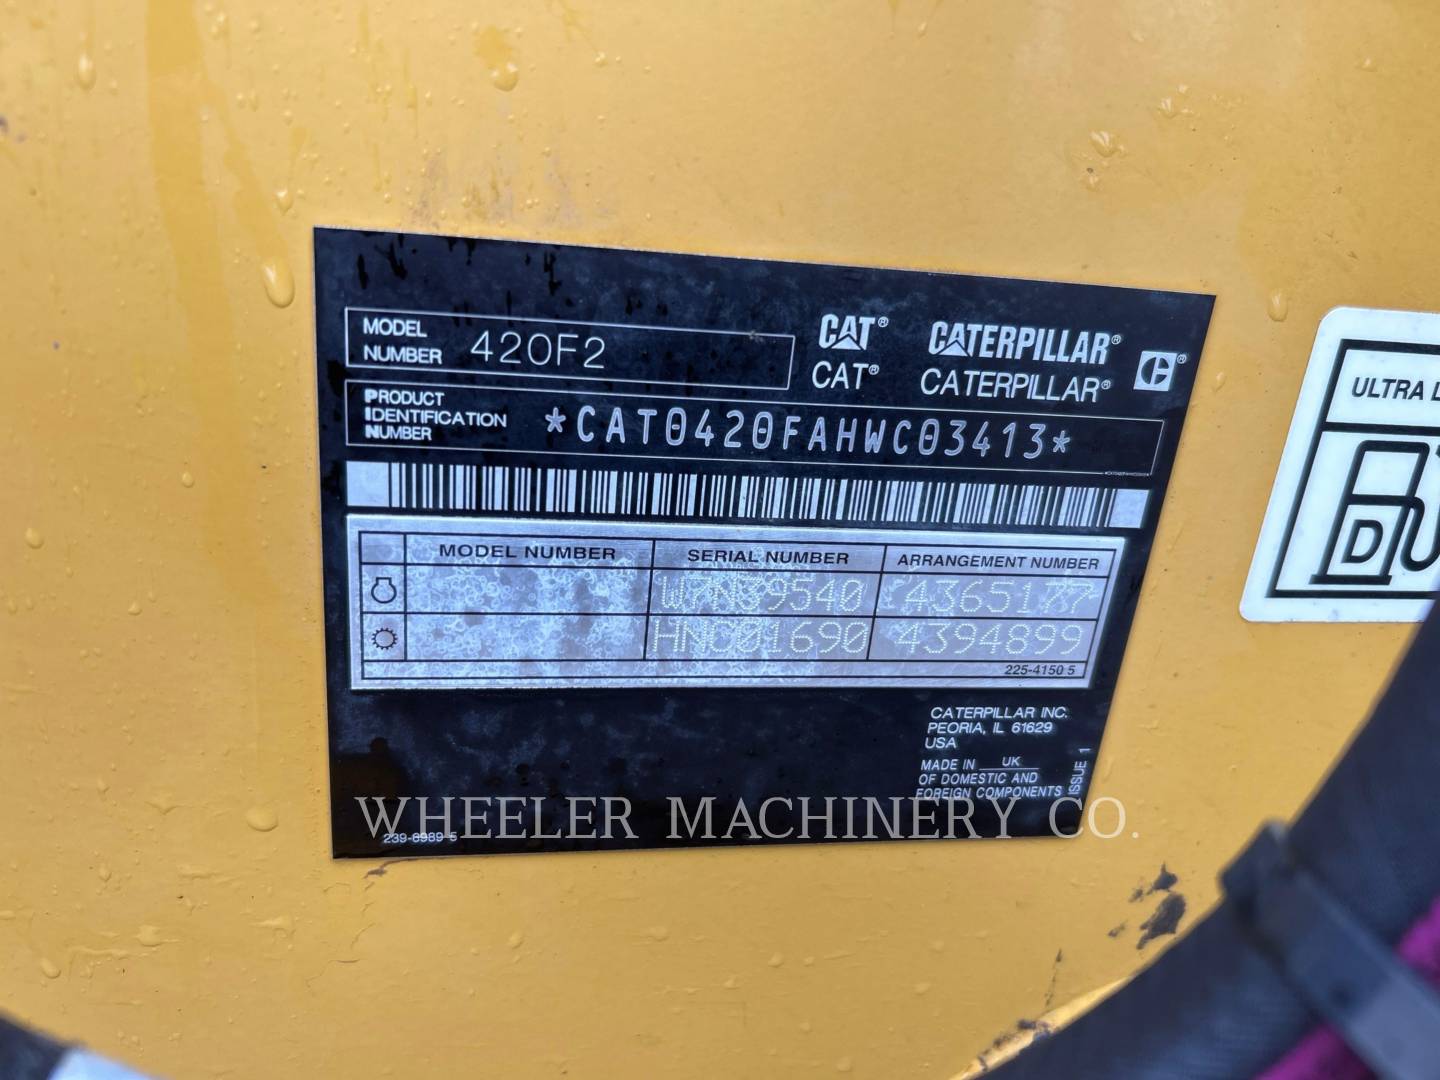 MODEL NUMBER 420F2
CAT® CATERPILLAR®
CAT® CATERPILLAR® C®
PRODUCT IDENTIFICATION NUMBER *CAT0420FAHWC03413*
MODEL NUMBER SERIAL NUMBER ARRANGEMENT NUMBER
W7N39540 4365177
HNC01690 4394899
225-4150 5
CATERPILLAR INC.
PEORIA, IL 61629
USA
MADE IN UK
OF DOMESTIC AND
FOREIGN COMPONENTS
ISSUE 1
239-8989 5
WHEELER MACHINERY CO.
ULTRA L
D